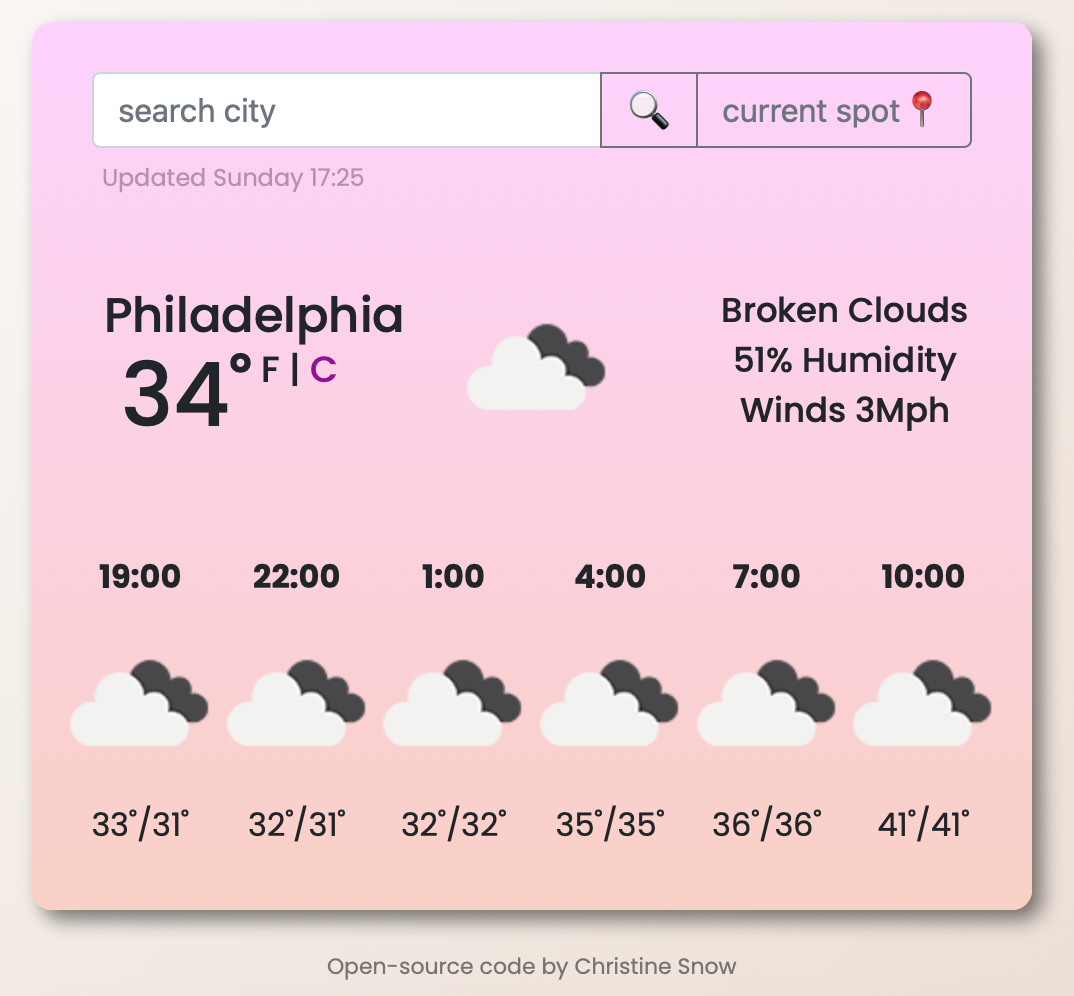 search city 🔍 current spot 📍
Updated Sunday 17:25
Philadelphia
34° F | C
Broken Clouds
51% Humidity
Winds 3Mph
19:00 22:00 1:00 4:00 7:00 10:00
33°/31° 32°/31° 32°/32° 35°/35° 36°/36° 41°/41°
Open-source code by Christine Snow